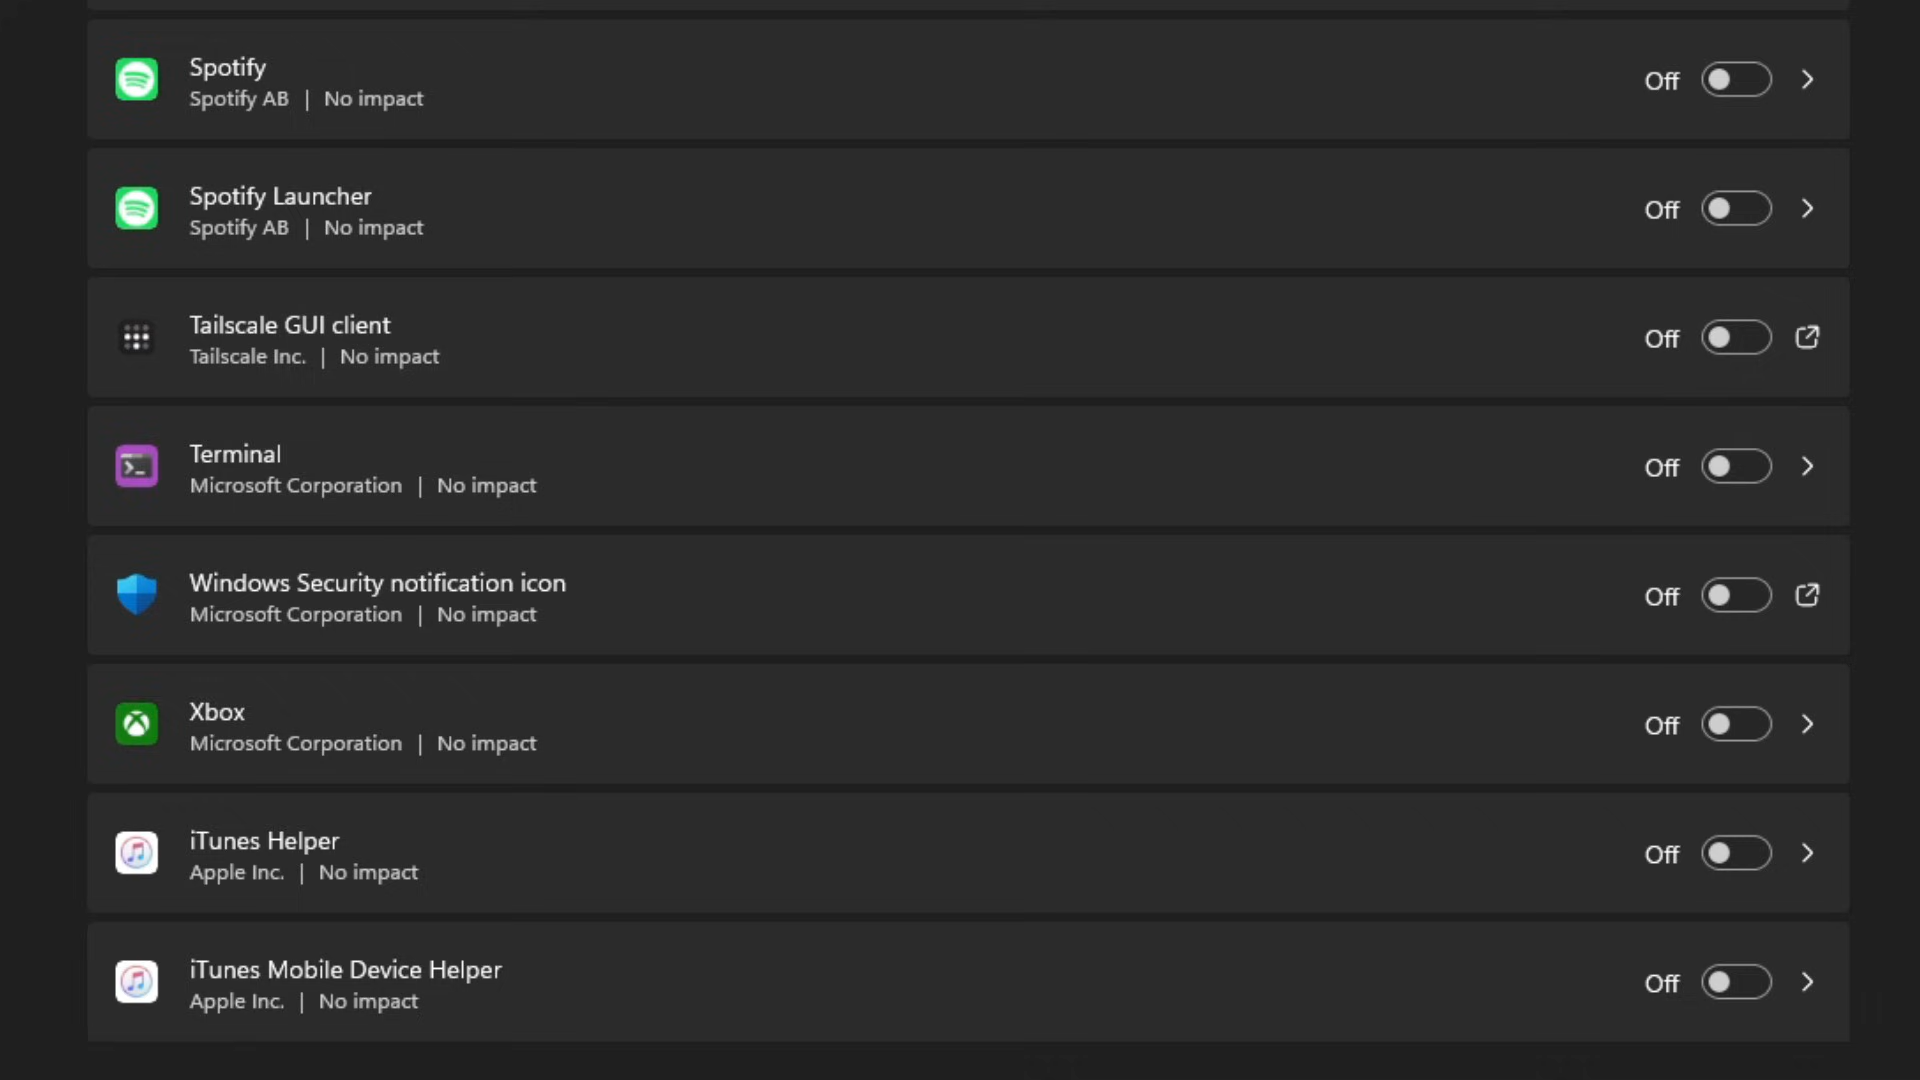 Spotify
Spotify AB | No impact
Off
Spotify Launcher
Spotify AB | No impact
Off
Tailscale GUI client
Tailscale Inc. | No impact
Off
Terminal
Microsoft Corporation | No impact
Off
Windows Security notification icon
Microsoft Corporation | No impact
Off
Xbox
Microsoft Corporation | No impact
Off
iTunes Helper
Apple Inc. | No impact
Off
iTunes Mobile Device Helper
Apple Inc. | No impact
Off